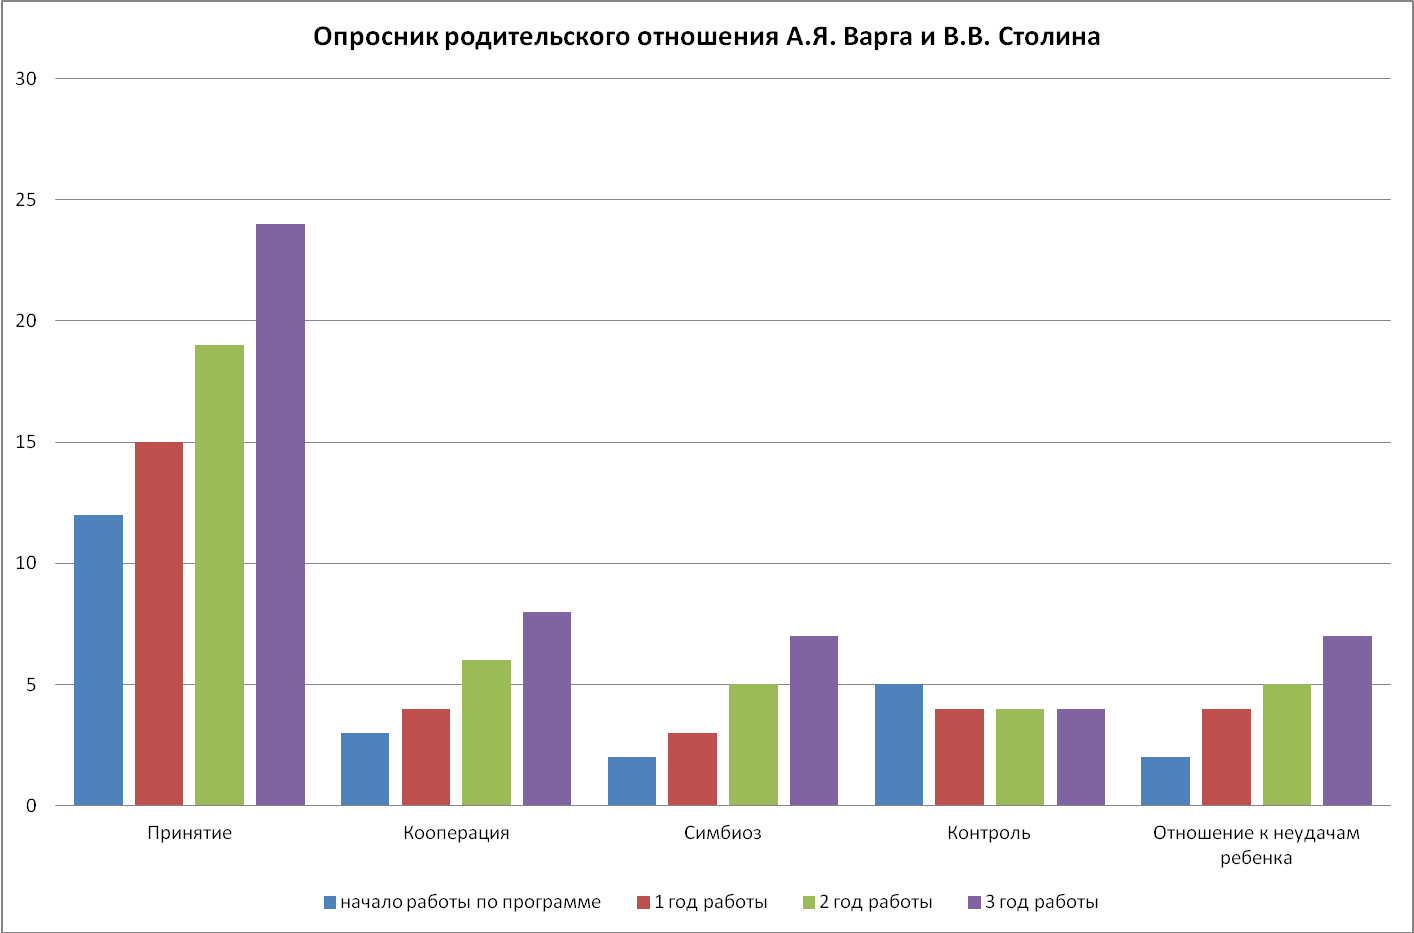 Опросник родительского отношения А.Я. Варга и В.В. Столина
30
25
20
15
10
5
0
Принятие
Кооперация
Симбиоз
Контроль
Отношение к неудачам
ребенка
начало работы по программе
1 год работы
2 год работы
3 год работы